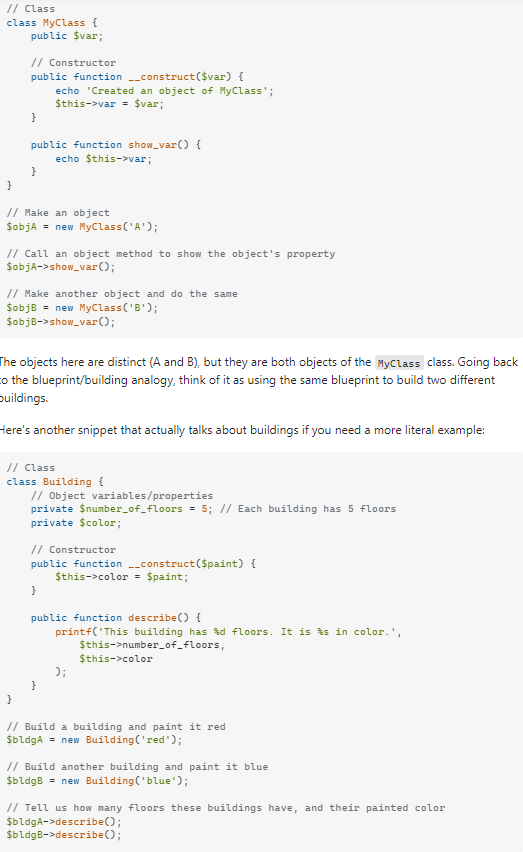 // Class
class MyClass {
    public $var;

    // Constructor
    public function __construct($var) {
        echo 'Created an object of MyClass';
        $this->var = $var;
    }

    public function show_var() {
        echo $this->var;
    }
}

// Make an object
$objA = new MyClass('A');

// Call an object method to show the object's property
$objA->show_var();

// Make another object and do the same
$objB = new MyClass('B');
$objB->show_var();

The objects here are distinct (A and B), but they are both objects of the MyClass class. Going back
to the blueprint/building analogy, think of it as using the same blueprint to build two different
buildings.

Here's another snippet that actually talks about buildings if you need a more literal example:

// Class
class Building {
    // Object variables/properties
    private $number_of_floors = 5; // Each building has 5 floors
    private $color;

    // Constructor
    public function __construct($paint) {
        $this->color = $paint;
    }

    public function describe() {
        printf('This building has %d floors. It is %s in color.',
            $this->number_of_floors,
            $this->color
        );
    }
}

// Build a building and paint it red
$bldgA = new Building('red');

// Build another building and paint it blue
$bldgB = new Building('blue');

// Tell us how many floors these buildings have, and their painted color
$bldgA->describe();
$bldgB->describe();